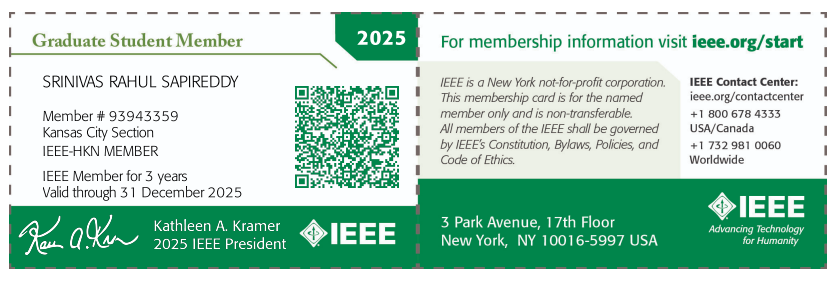 Graduate Student Member
2025
SRINIVAS RAHUL SAPIREDDY
Member # 93943359
Kansas City Section
IEEE-HKN MEMBER
IEEE Member for 3 years
Valid through 31 December 2025
Kathleen A. Kramer
2025 IEEE President
IEEE
For membership information visit ieee.org/start
IEEE is a New York not-for-profit corporation.
This membership card is for the named
member only and is non-transferable.
All members of the IEEE shall be governed
by IEEE's Constitution, Bylaws, Policies, and
Code of Ethics.
IEEE Contact Center:
ieee.org/contactcenter
+1 800 678 4333
USA/Canada
+1 732 981 0060
Worldwide
3 Park Avenue, 17th Floor
New York, NY 10016-5997 USA
IEEE
Advancing Technology
for Humanity